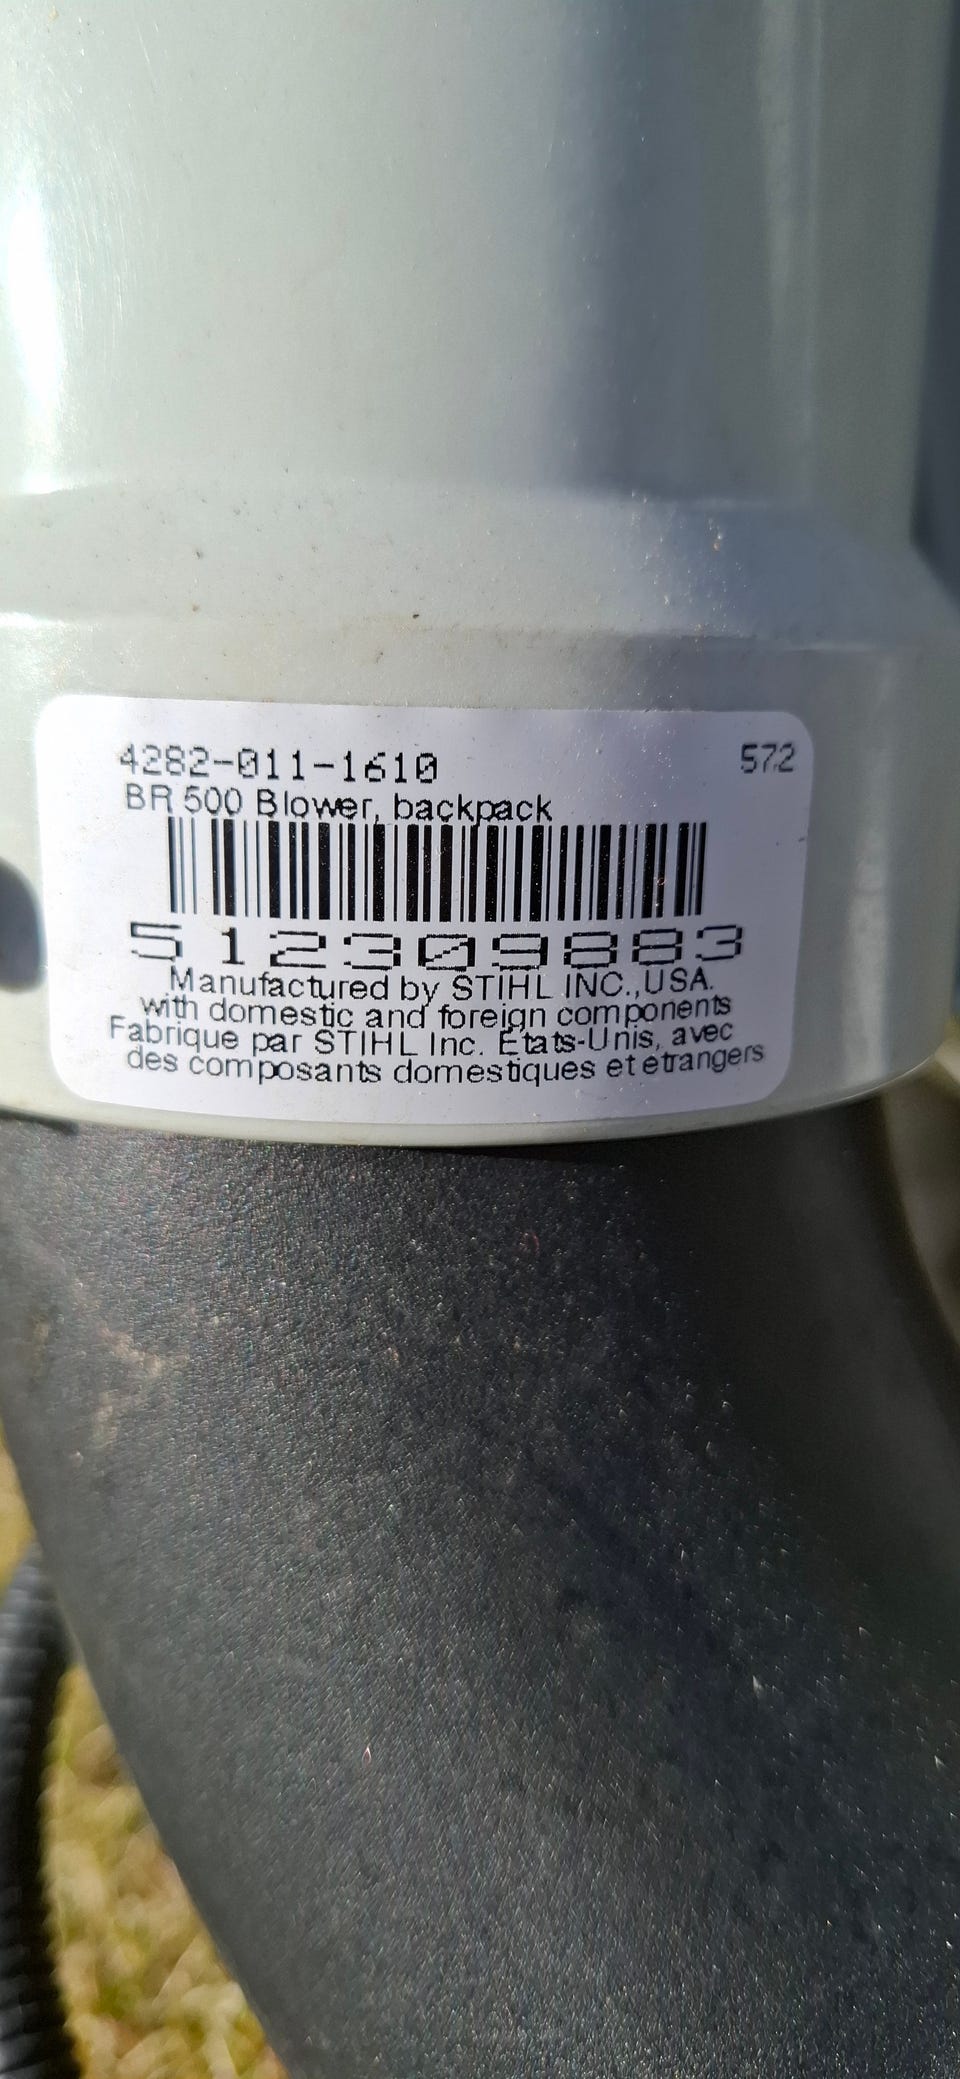 4282-011-1610 572
BR 500 Blower, backpack
512309883
Manufactured by STIHL INC.,USA.
with domestic and foreign components
Fabrique par STIHL Inc. États-Unis, avec
des composants domestiques et etrangers